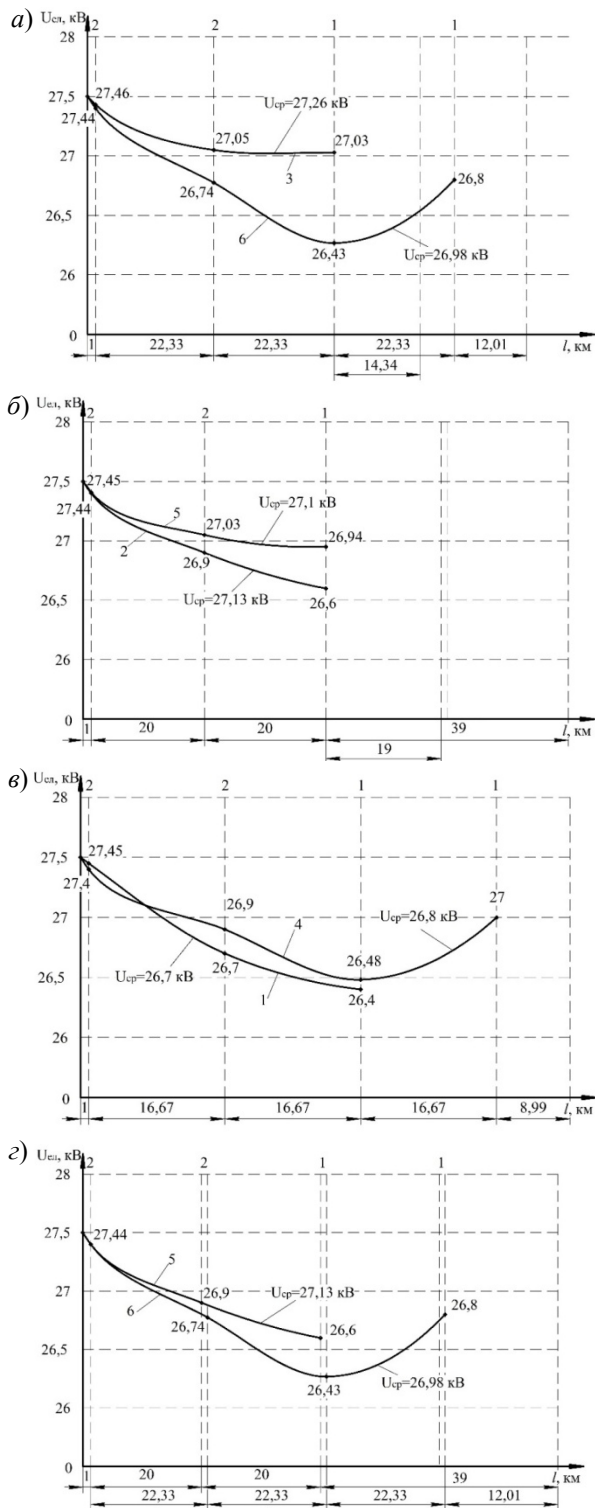 а) Uсл, кВ
2 2 1 1
28
27,5
27
26,5
26
0
27,46
27,44
Uср=27,26 кВ
27,05
27,03
3
26,74
26,8
6
26,43
Uср=26,98 кВ
1 22,33 22,33 22,33 12,01 l, км
14,34
б) Uсл, кВ
2 2 1
28
27,5
27
26,5
26
0
27,45
27,44
5
27,03
Uср=27,1 кВ
26,94
2
26,9
Uср=27,13 кВ
26,6
1 20 20 39 l, км
19
в) Uсл, кВ
2 2 1 1
28
27,5
27
26,5
26
0
27,45
27,4
26,9
27
4
Uср=26,8 кВ
26,48
Uср=26,7 кВ
26,7
1
26,4
1 16,67 16,67 16,67 8,99 l, км
г) Uсл, кВ
2 2 1 1
28
27,5
27
26,5
26
0
27,44
5
26,9
Uср=27,13 кВ
6
26,74
26,6
26,8
26,43
Uср=26,98 кВ
1 20 20 39 l, км
22,33 22,33 22,33 12,01